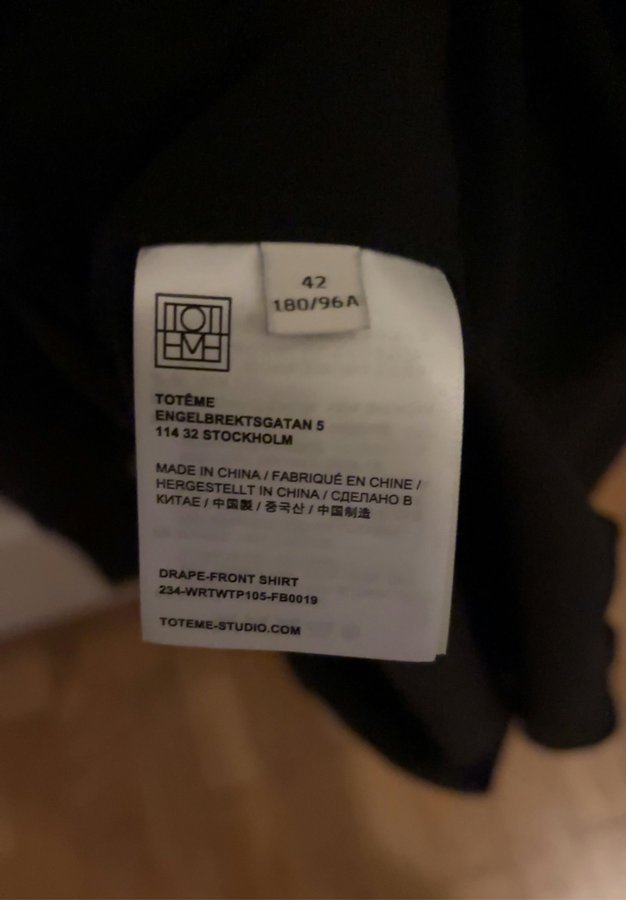 42
180/96A
TOTEME
TOTÊME
ENGELBREKTSGATAN 5
114 32 STOCKHOLM
MADE IN CHINA / FABRIQUÉ EN CHINE /
HERGESTELLT IN CHINA / СДЕЛАНО В
КИТАЕ / 中国製 / 중국산 / 中国制造
DRAPE-FRONT SHIRT
234-WRTWTP105-FB0019
TOTEME-STUDIO.COM